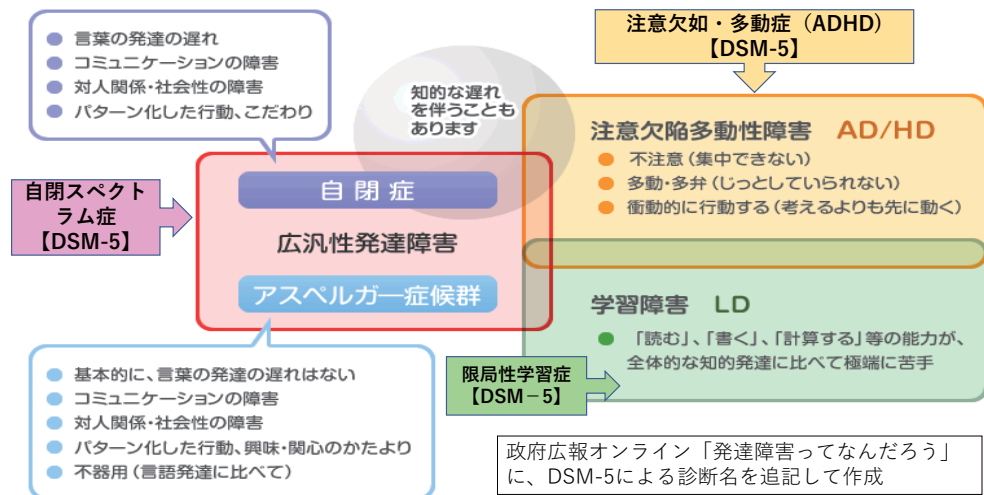 ● 言葉の発達の遅れ
● コミュニケーションの障害
● 対人関係・社会性の障害
● パターン化した行動、こだわり
知的な遅れ
を伴うことも
あります
注意欠如・多動症（ADHD）
【DSM-5】
注意欠陥多動性障害 AD/HD
● 不注意（集中できない）
● 多動・多弁（じっとしていられない）
● 衝動的に行動する（考えるよりも先に動く）
自閉スペクト
ラム症
【DSM-5】
自閉症
広汎性発達障害
アスペルガー症候群
学習障害 LD
● 「読む」、「書く」、「計算する」等の能力が、
全体的な知的発達に比べて極端に苦手
限局性学習症
【DSM－5】
● 基本的に、言葉の発達の遅れはない
● コミュニケーションの障害
● 対人関係・社会性の障害
● パターン化した行動、興味・関心のかたより
● 不器用（言語発達に比べて）
政府広報オンライン「発達障害ってなんだろう」
に、DSM-5による診断名を追記して作成